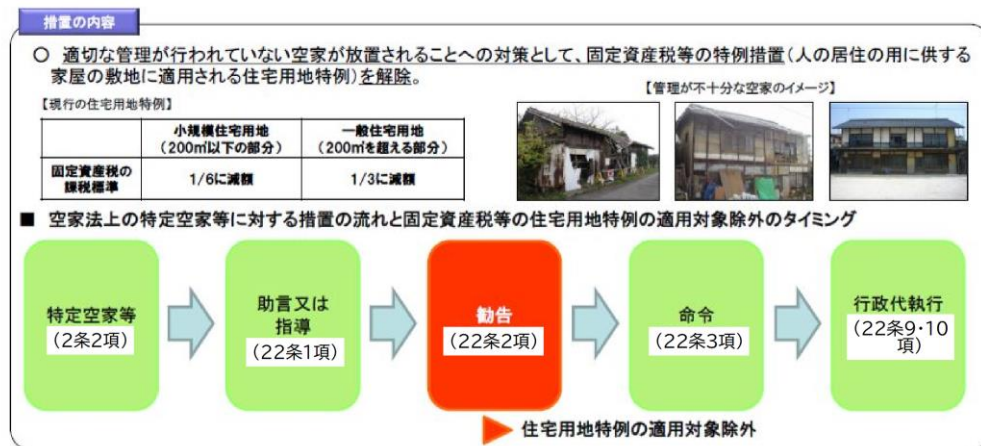 措置の内容
○ 適切な管理が行われていない空家が放置されることへの対策として、固定資産税等の特例措置(人の居住の用に供する
家屋の敷地に適用される住宅用地特例)を解除。
【現行の住宅用地特例】
小規模住宅用地
(200㎡以下の部分)
一般住宅用地
(200㎡を超える部分)
固定資産税の
課税標準
1/6に減額
1/3に減額
【管理が不十分な空家のイメージ】
■ 空家法上の特定空家等に対する措置の流れと固定資産税等の住宅用地特例の適用対象除外のタイミング
特定空家等
(2条2項)
助言又は
指導
(22条1項)
勧告
(22条2項)
命令
(22条3項)
行政代執行
(22条9・10
項)
▶ 住宅用地特例の適用対象除外